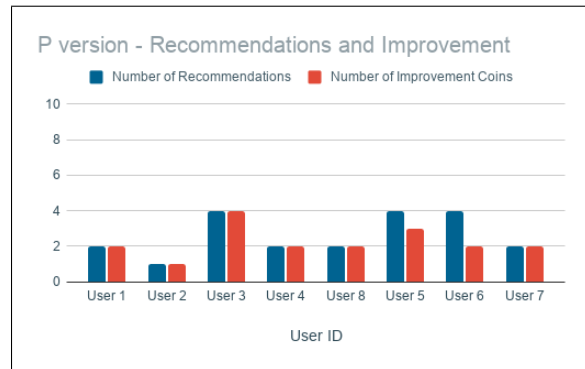 P version - Recommendations and Improvement
Number of Recommendations Number of Improvement Coins
10
8
6
4
2
0
User 1 User 2 User 3 User 4 User 8 User 5 User 6 User 7
User ID